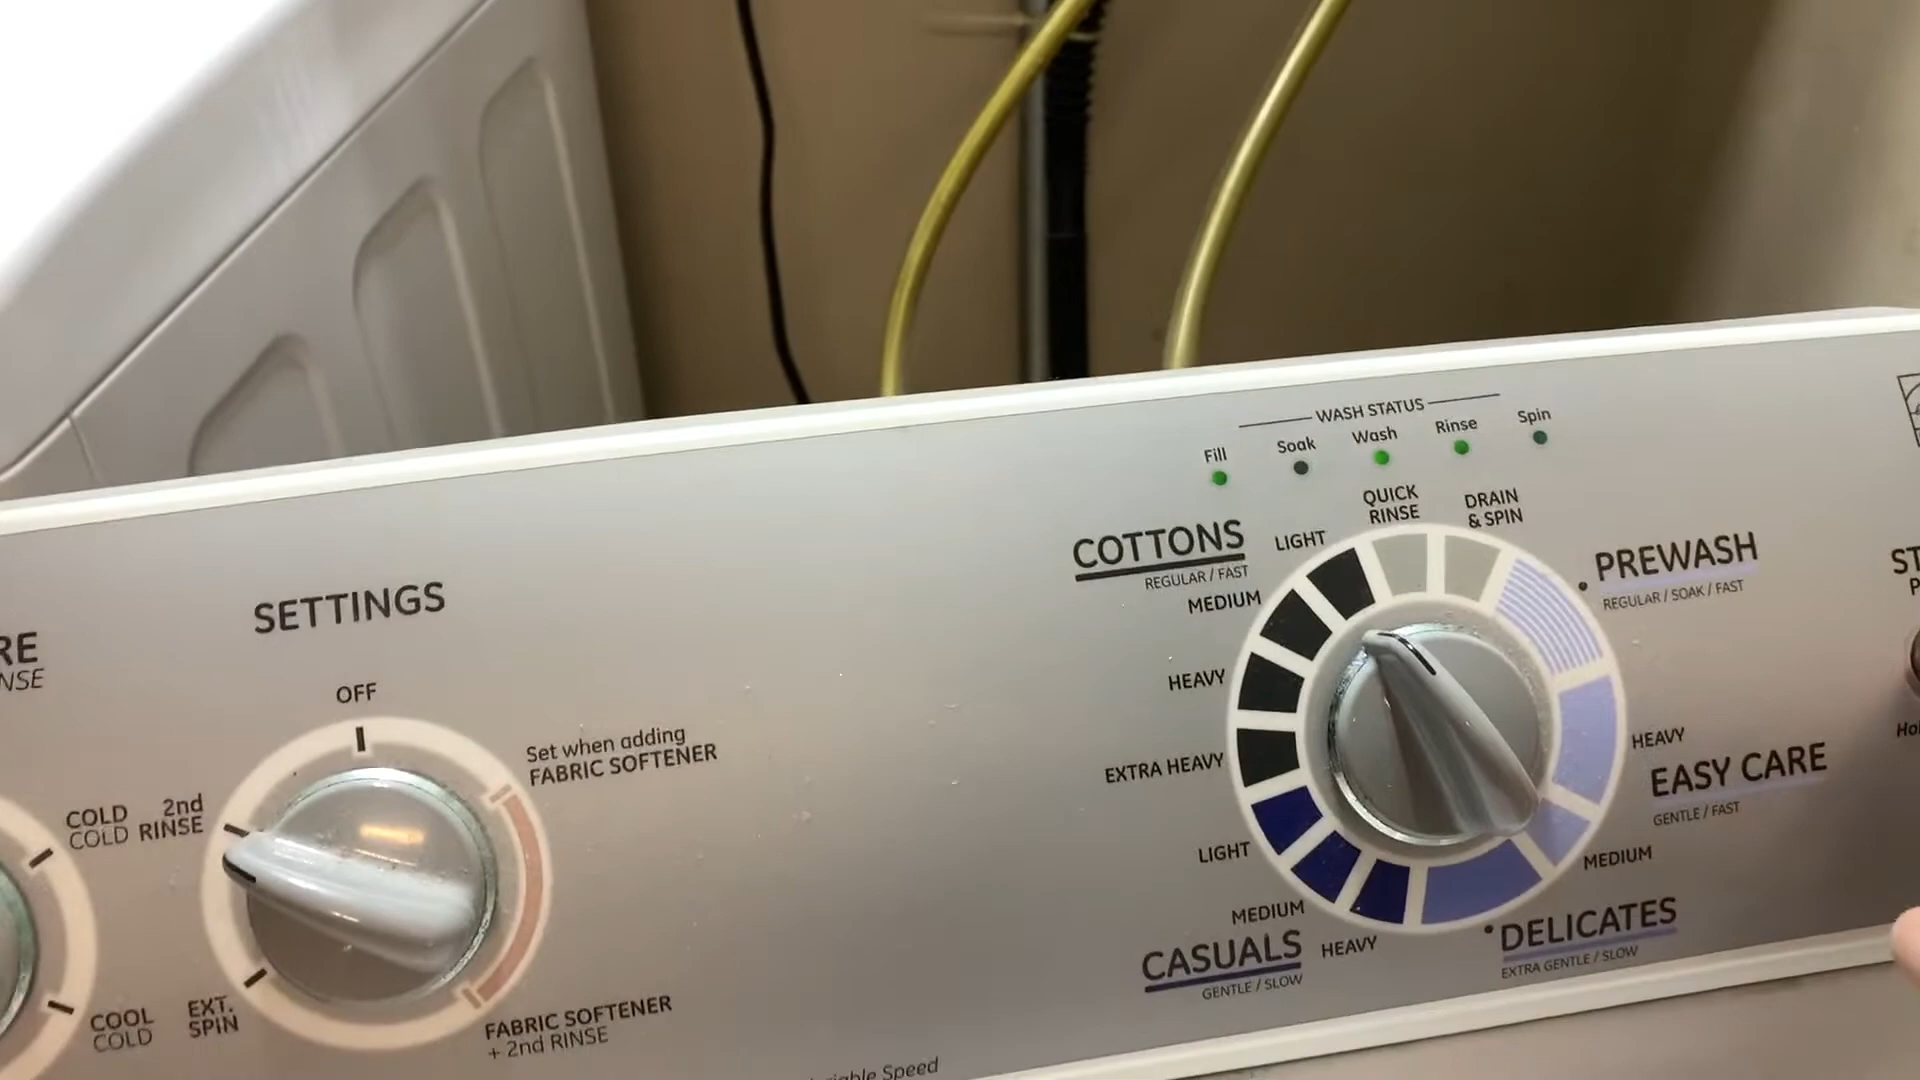 WASH STATUS
Fill
Soak
Wash
Rinse
Spin
QUICK
RINSE
DRAIN
& SPIN
COTTONS
REGULAR / FAST
LIGHT
MEDIUM
HEAVY
EXTRA HEAVY
LIGHT
MEDIUM
HEAVY
CASUALS
GENTLE / SLOW
PREWASH
REGULAR / SOAK / FAST
HEAVY
EASY CARE
GENTLE / FAST
MEDIUM
DELICATES
EXTRA GENTLE / SLOW
SETTINGS
OFF
Set when adding
FABRIC SOFTENER
2nd
RINSE
EXT.
SPIN
FABRIC SOFTENER
+ 2nd RINSE
COLD
COLD
COOL
COLD
Speed